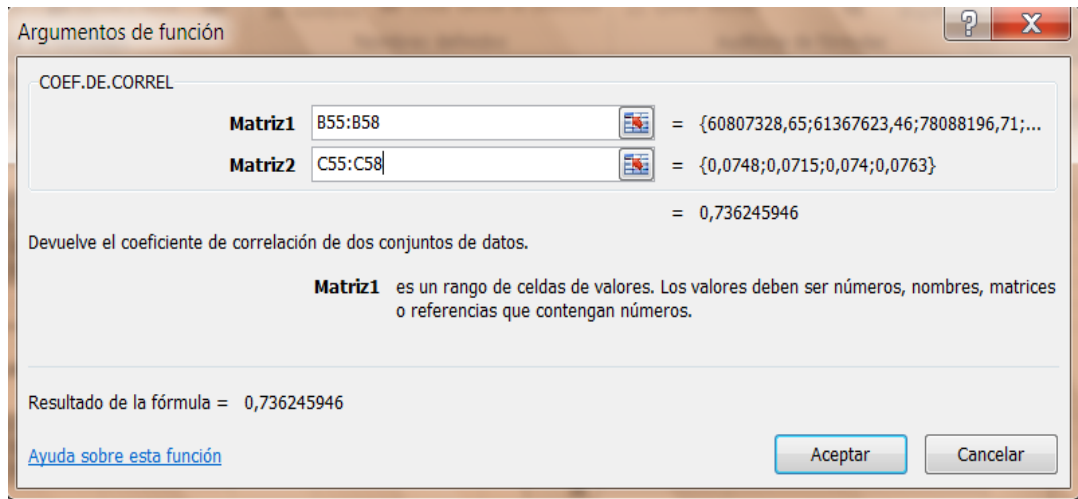 Argumentos de función
COEF.DE.CORREL
Matriz1 B55:B58 = {60807328,65;61367623,46;78088196,71;...
Matriz2 C55:C58 = {0,0748;0,0715;0,074;0,0763}
= 0,736245946
Devuelve el coeficiente de correlación de dos conjuntos de datos.
Matriz1 es un rango de celdas de valores. Los valores deben ser números, nombres, matrices
o referencias que contengan números.
Resultado de la fórmula = 0,736245946
Ayuda sobre esta función Aceptar Cancelar